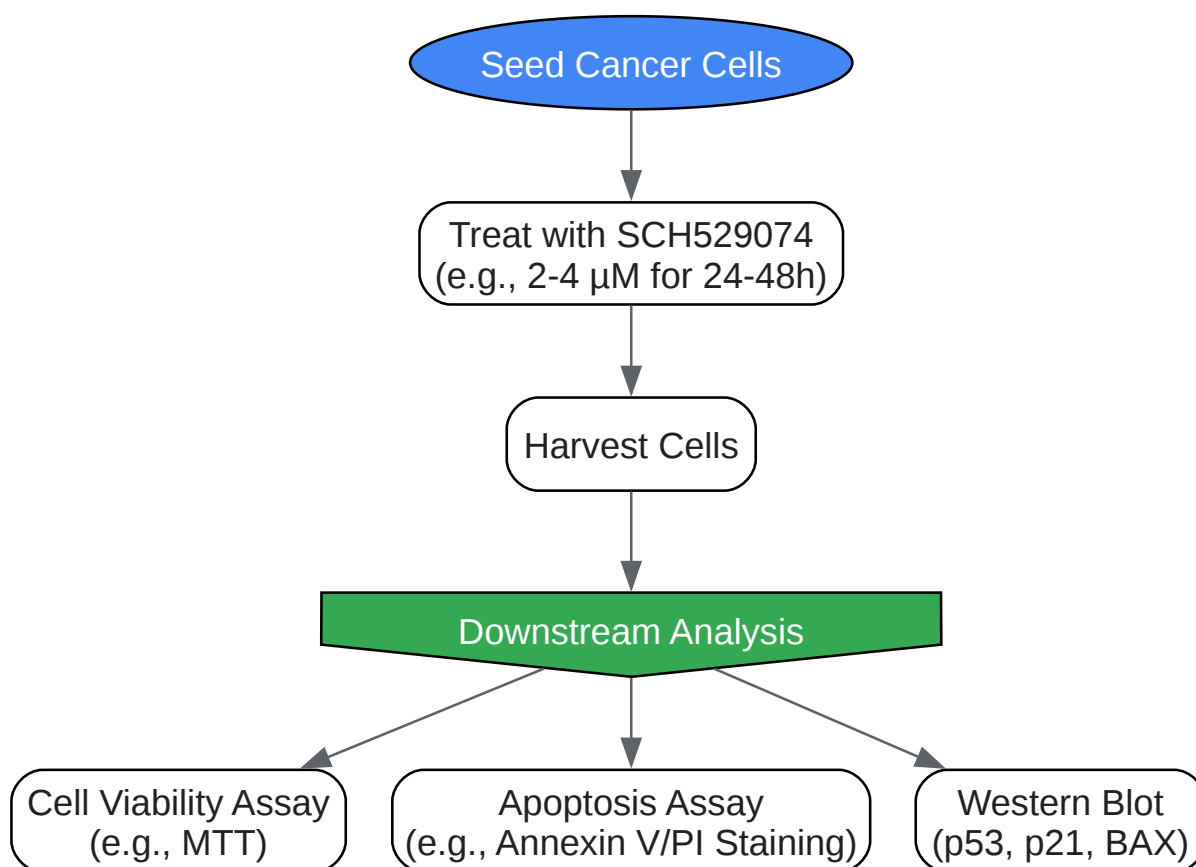 Seed Cancer Cells
Treat with SCH529074
(e.g., 2-4 µM for 24-48h)
Harvest Cells
Downstream Analysis
Cell Viability Assay
(e.g., MTT)
Apoptosis Assay
(e.g., Annexin V/PI Staining)
Western Blot
(p53, p21, BAX)